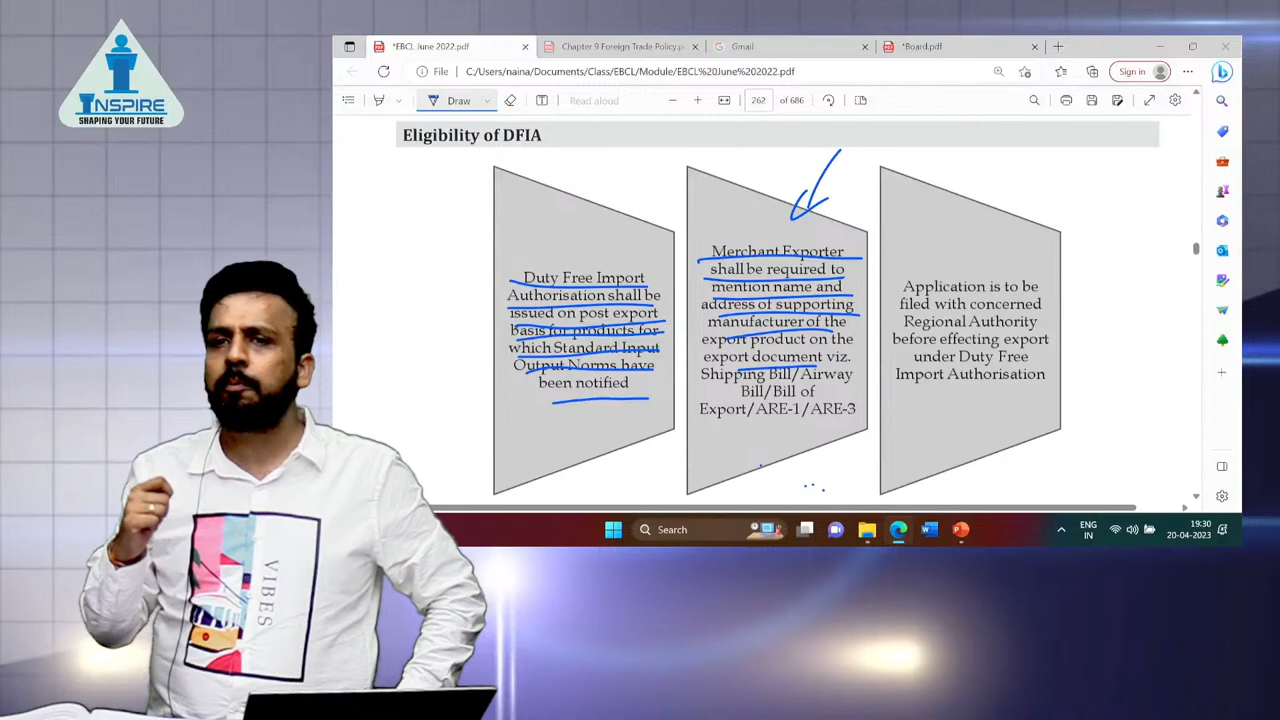 INSPIRE
SHAPING YOUR FUTURE
*EBCL June 2022.pdf
Chapter 9 Foreign Trade Policy.p
Gmail
*Board.pdf
File
C:/Users/naina/Documents/Class/EBCL/Module/EBCL%20June%202022.pdf
Sign in
Draw
Read aloud
262
of 686
Eligibility of DFIA
Duty Free Import
Authorisation shall be
issued on post export
basis for products for
which Standard Input
Output Norms have
been notified
Merchant Exporter
shall be required to
mention name and
address of supporting
manufacturer of the
export product on the
export document viz.
Shipping Bill/Airway
Bill/Bill of
Export/ARE-1/ARE-3
Application is to be
filed with concerned
Regional Authority
before effecting export
under Duty Free
Import Authorisation
VIBES
Search
ENG
IN
19:30
20-04-2023